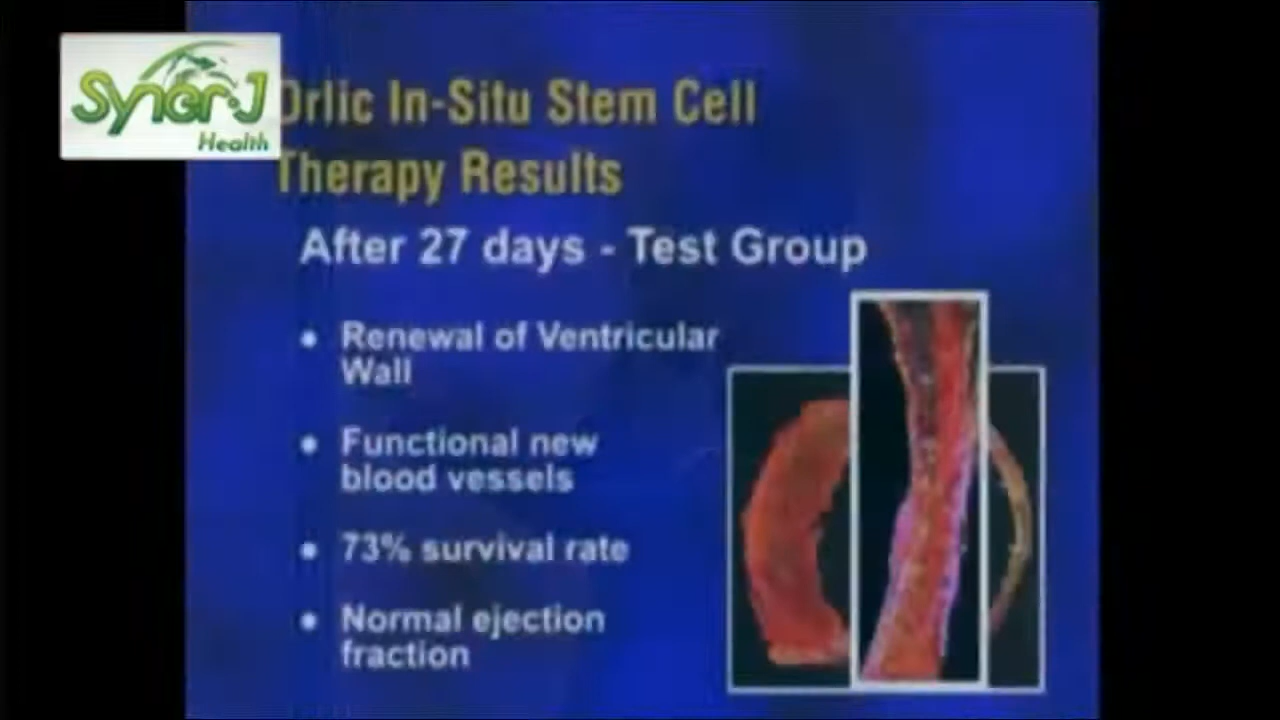 Syner-J
Health
Orlic In-Situ Stem Cell
Therapy Results
After 27 days - Test Group
• Renewal of Ventricular
Wall
• Functional new
blood vessels
• 73% survival rate
• Normal ejection
fraction